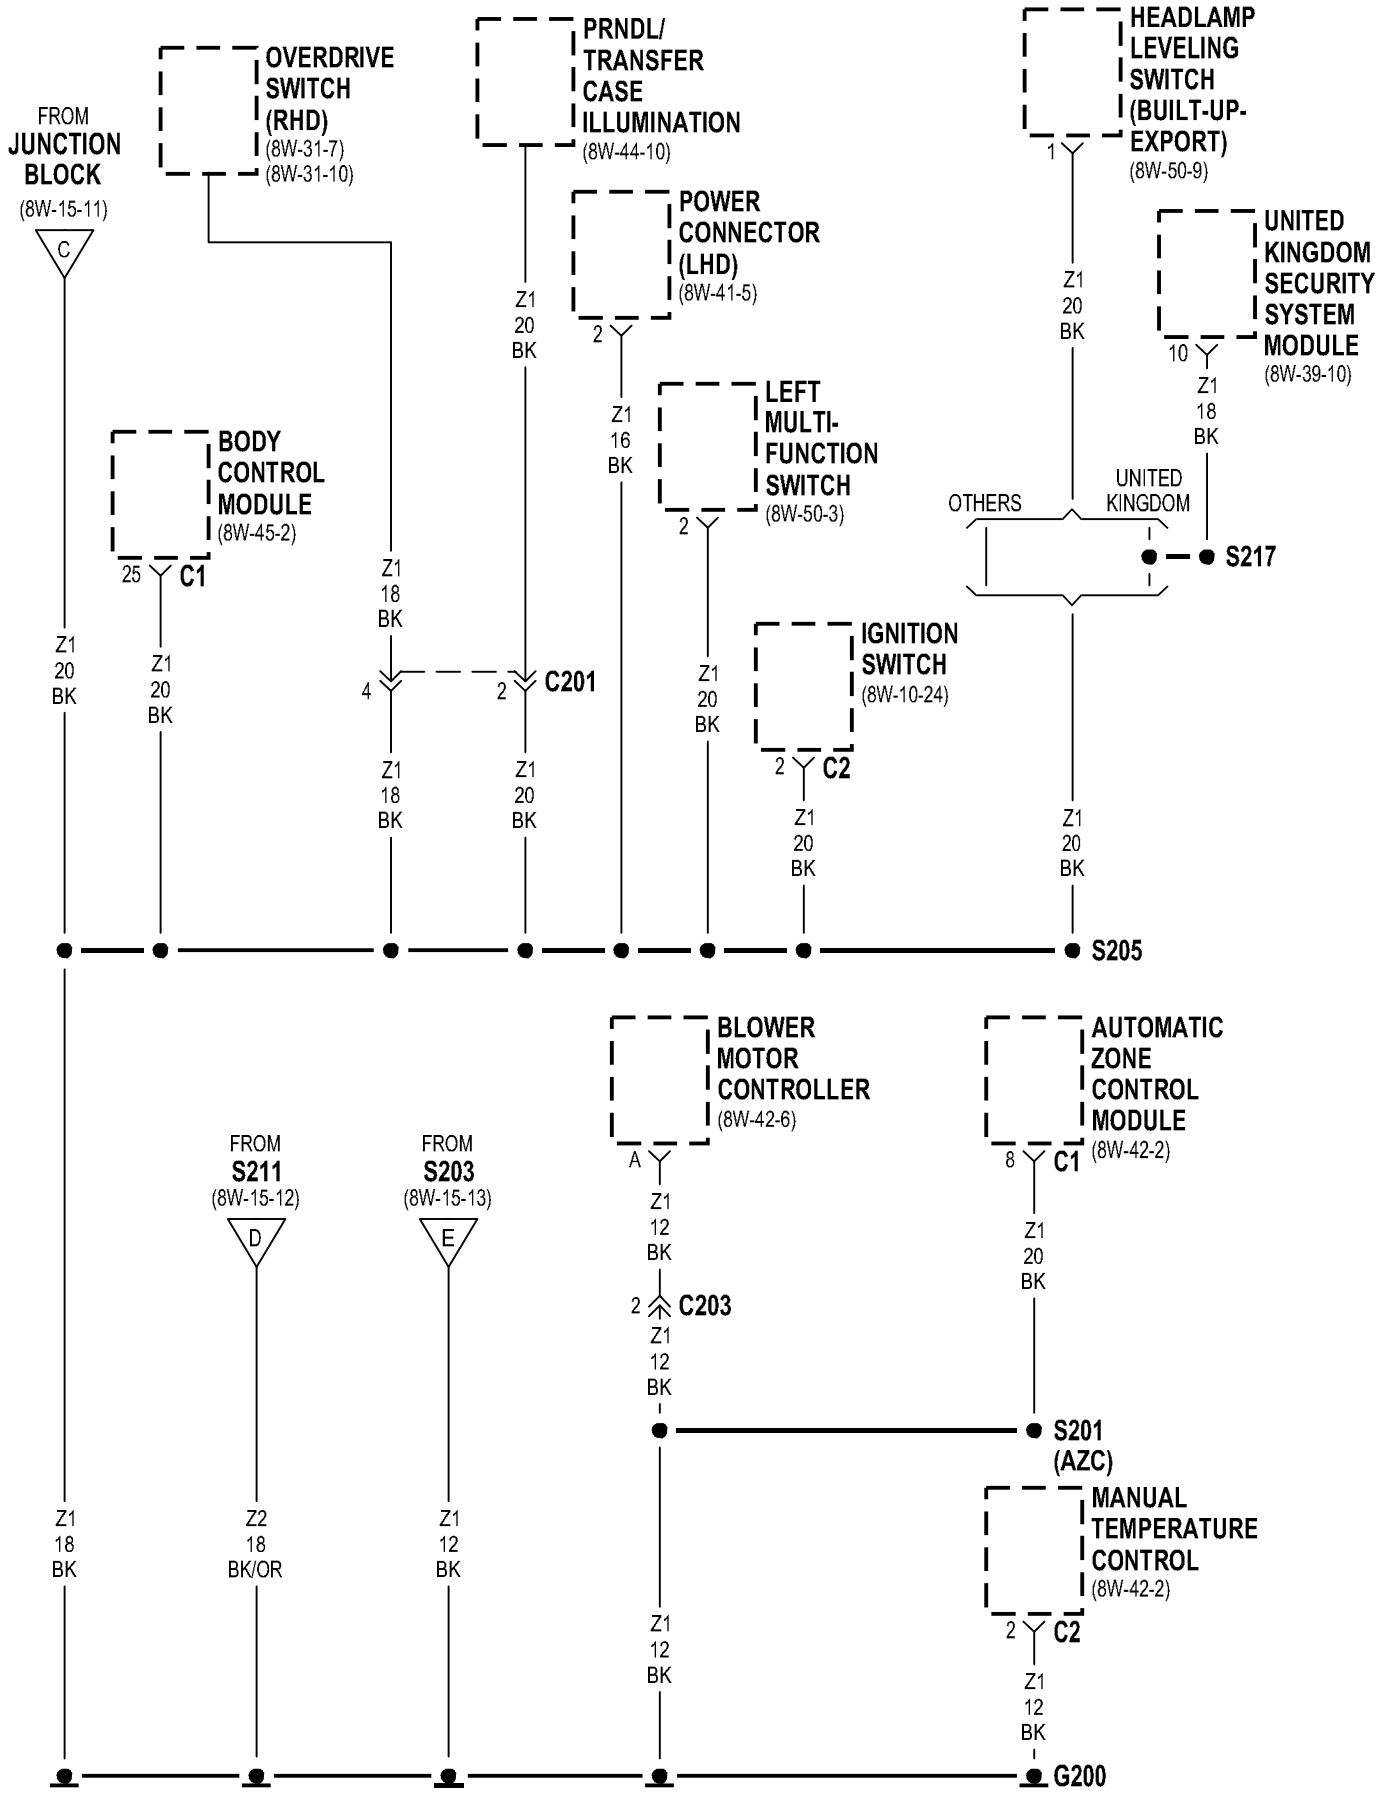 FROM
JUNCTION
BLOCK
(8W-15-11)
C
OVERDRIVE
SWITCH
(RHD)
(8W-31-7)
(8W-31-10)
PRNDL/
TRANSFER
CASE
ILLUMINATION
(8W-44-10)
POWER
CONNECTOR
(LHD)
(8W-41-5)
2
HEADLAMP
LEVELING
SWITCH
(BUILT-UP-
EXPORT)
(8W-50-9)
1
UNITED
KINGDOM
SECURITY
SYSTEM
MODULE
(8W-39-10)
10
Z1
20
BK
Z1
20
BK
Z1
18
BK
Z1
16
BK
LEFT
MULTI-
FUNCTION
SWITCH
(8W-50-3)
2
BODY
CONTROL
MODULE
(8W-45-2)
25
C1
OTHERS
UNITED
KINGDOM
S217
Z1
18
BK
Z1
20
BK
Z1
20
BK
4
2
C201
Z1
20
BK
IGNITION
SWITCH
(8W-10-24)
2
C2
Z1
18
BK
Z1
20
BK
Z1
20
BK
Z1
20
BK
S205
BLOWER
MOTOR
CONTROLLER
(8W-42-6)
A
AUTOMATIC
ZONE
CONTROL
MODULE
(8W-42-2)
8
C1
FROM
S211
(8W-15-12)
D
FROM
S203
(8W-15-13)
E
Z1
12
BK
Z1
20
BK
2
C203
Z1
12
BK
S201
(AZC)
MANUAL
TEMPERATURE
CONTROL
(8W-42-2)
2
C2
Z1
18
BK
Z2
18
BK/OR
Z1
12
BK
Z1
12
BK
Z1
12
BK
G200